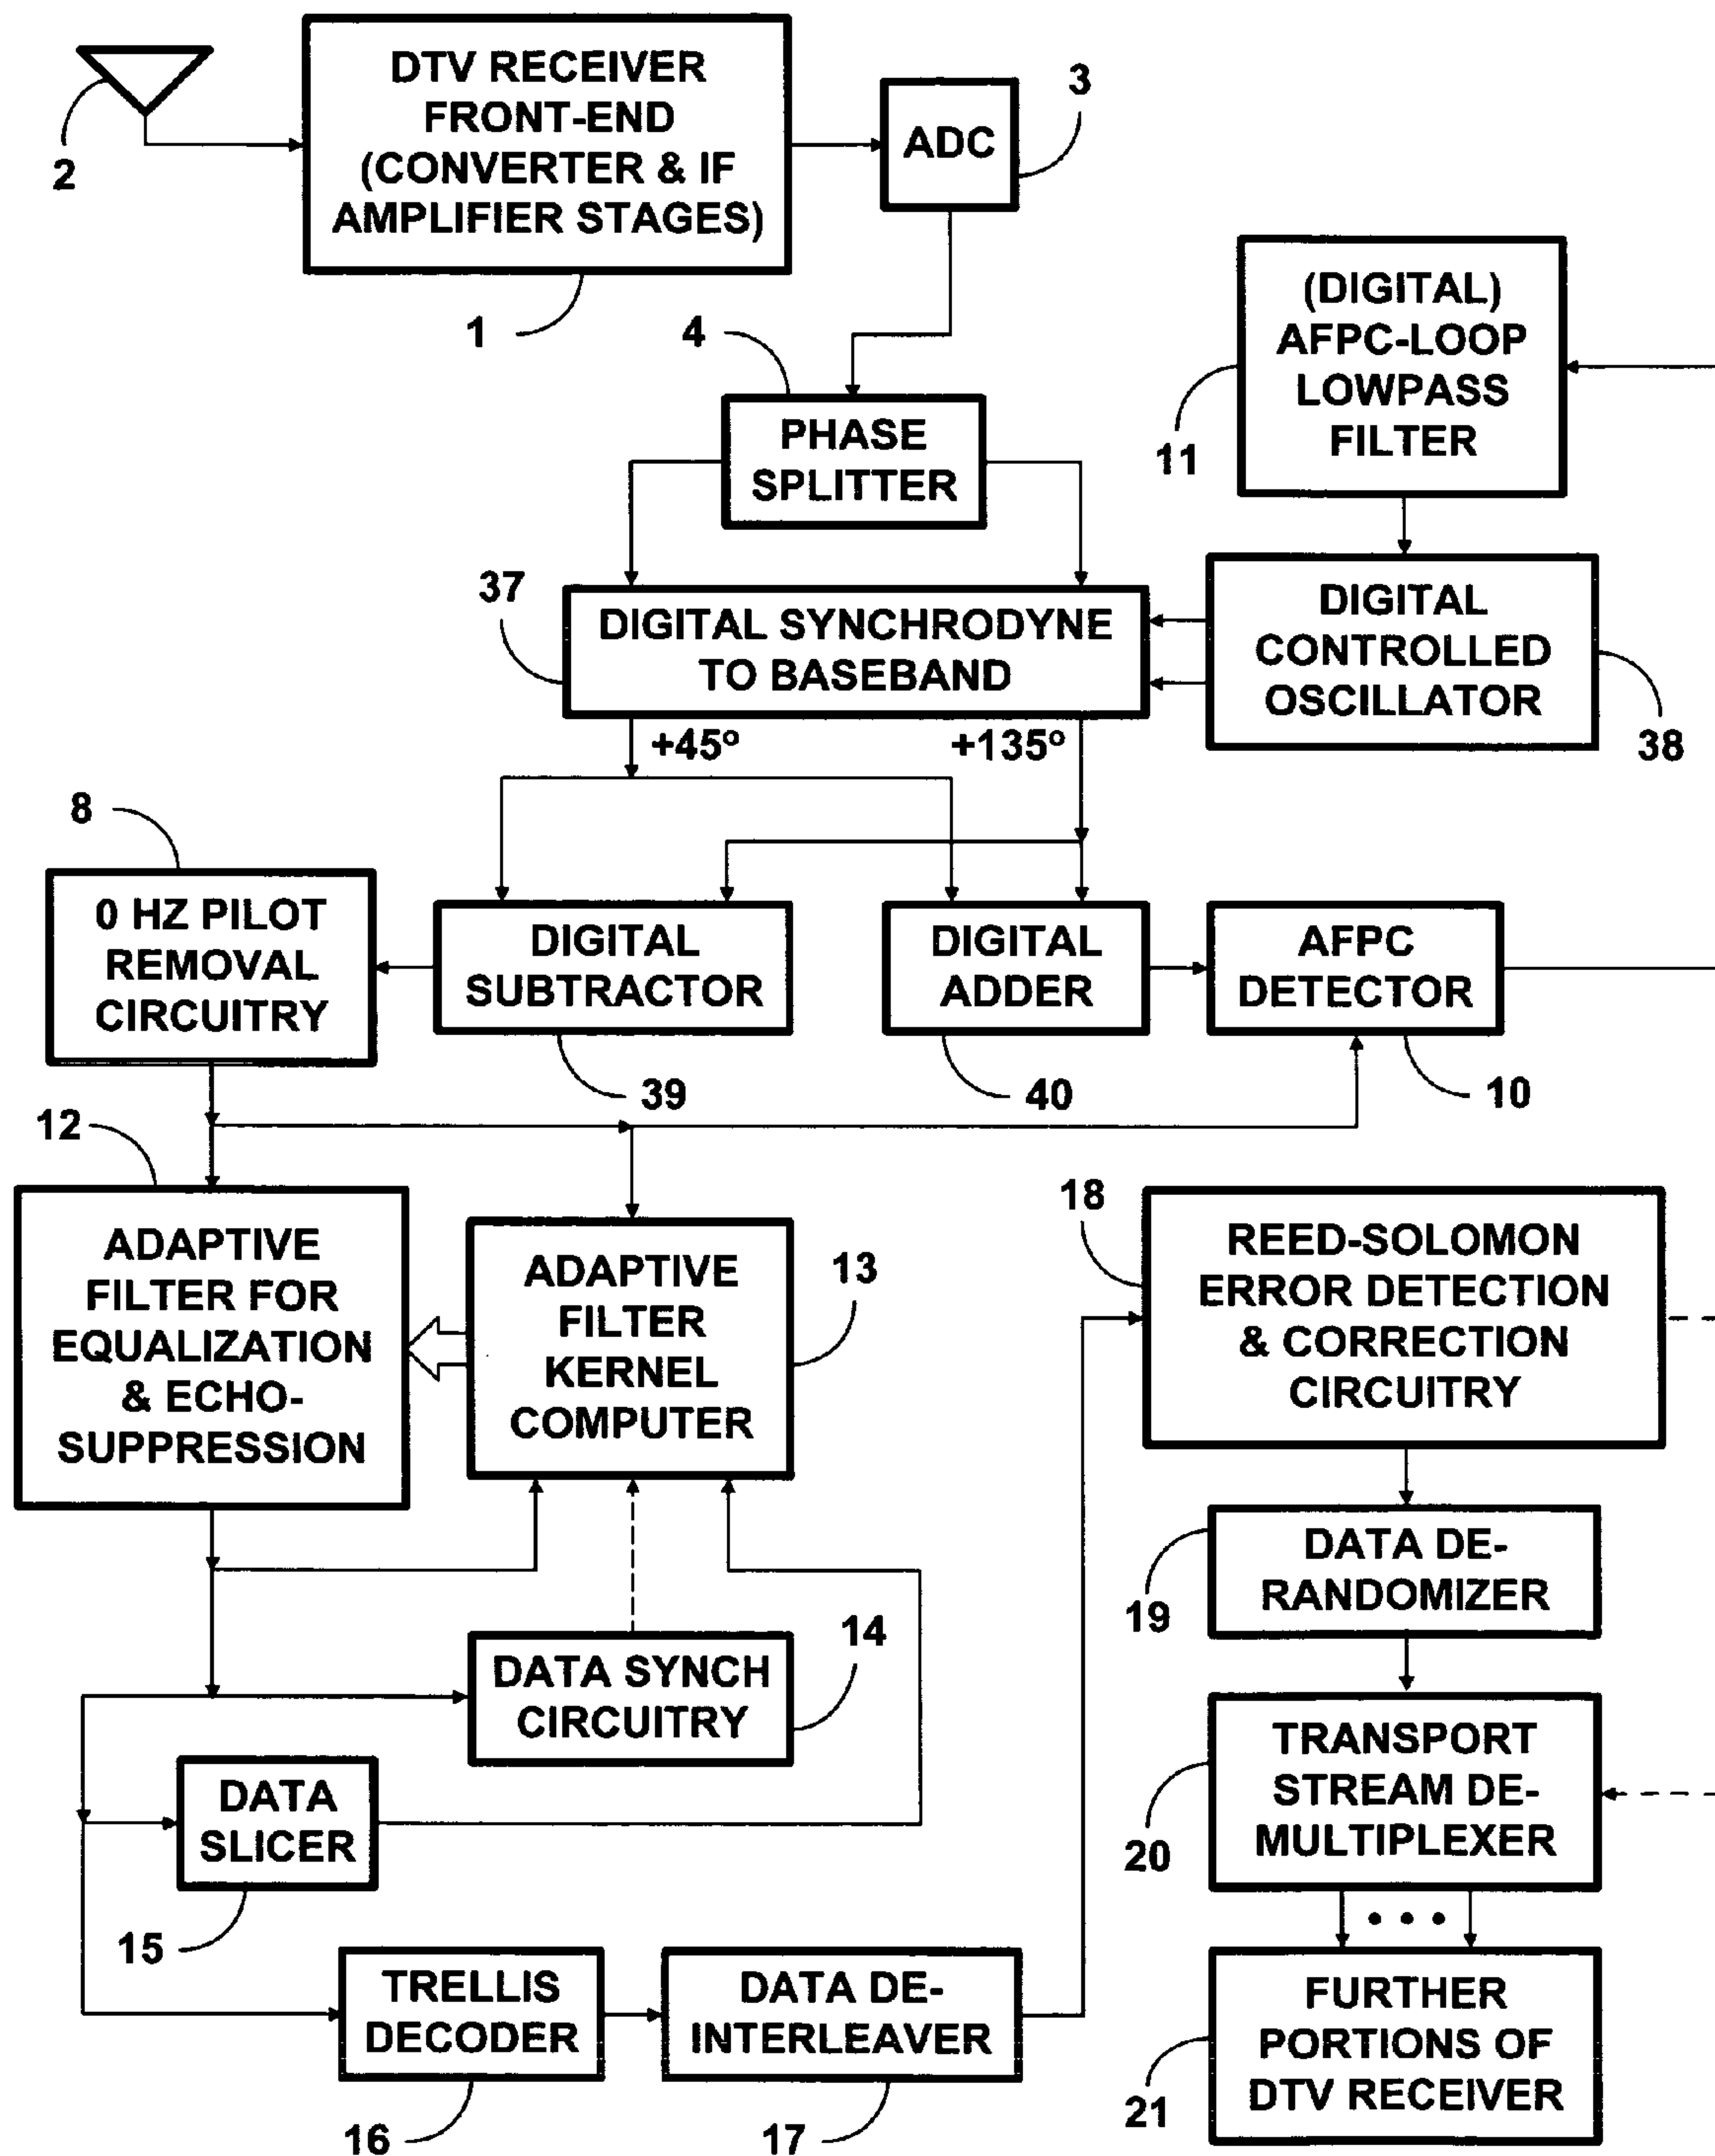 DTV RECEIVER
FRONT-END
(CONVERTER & IF
AMPLIFIER STAGES)
1
2
ADC
3
PHASE
SPLITTER
4
(DIGITAL)
AFPC-LOOP
LOWPASS
FILTER
11
DIGITAL SYNCHRODYNE
TO BASEBAND
37
DIGITAL
CONTROLLED
OSCILLATOR
38
+45°
+135°
8
0 HZ PILOT
REMOVAL
CIRCUITRY
DIGITAL
SUBTRACTOR
39
DIGITAL
ADDER
40
AFPC
DETECTOR
10
12
ADAPTIVE
FILTER FOR
EQUALIZATION
& ECHO-
SUPPRESSION
ADAPTIVE
FILTER
KERNEL
COMPUTER
13
DATA SYNCH
CIRCUITRY
14
DATA
SLICER
15
TRELLIS
DECODER
16
DATA DE-
INTERLEAVER
17
18
REED-SOLOMON
ERROR DETECTION
& CORRECTION
CIRCUITRY
DATA DE-
RANDOMIZER
19
TRANSPORT
STREAM DE-
MULTIPLEXER
20
• • •
FURTHER
PORTIONS OF
DTV RECEIVER
21